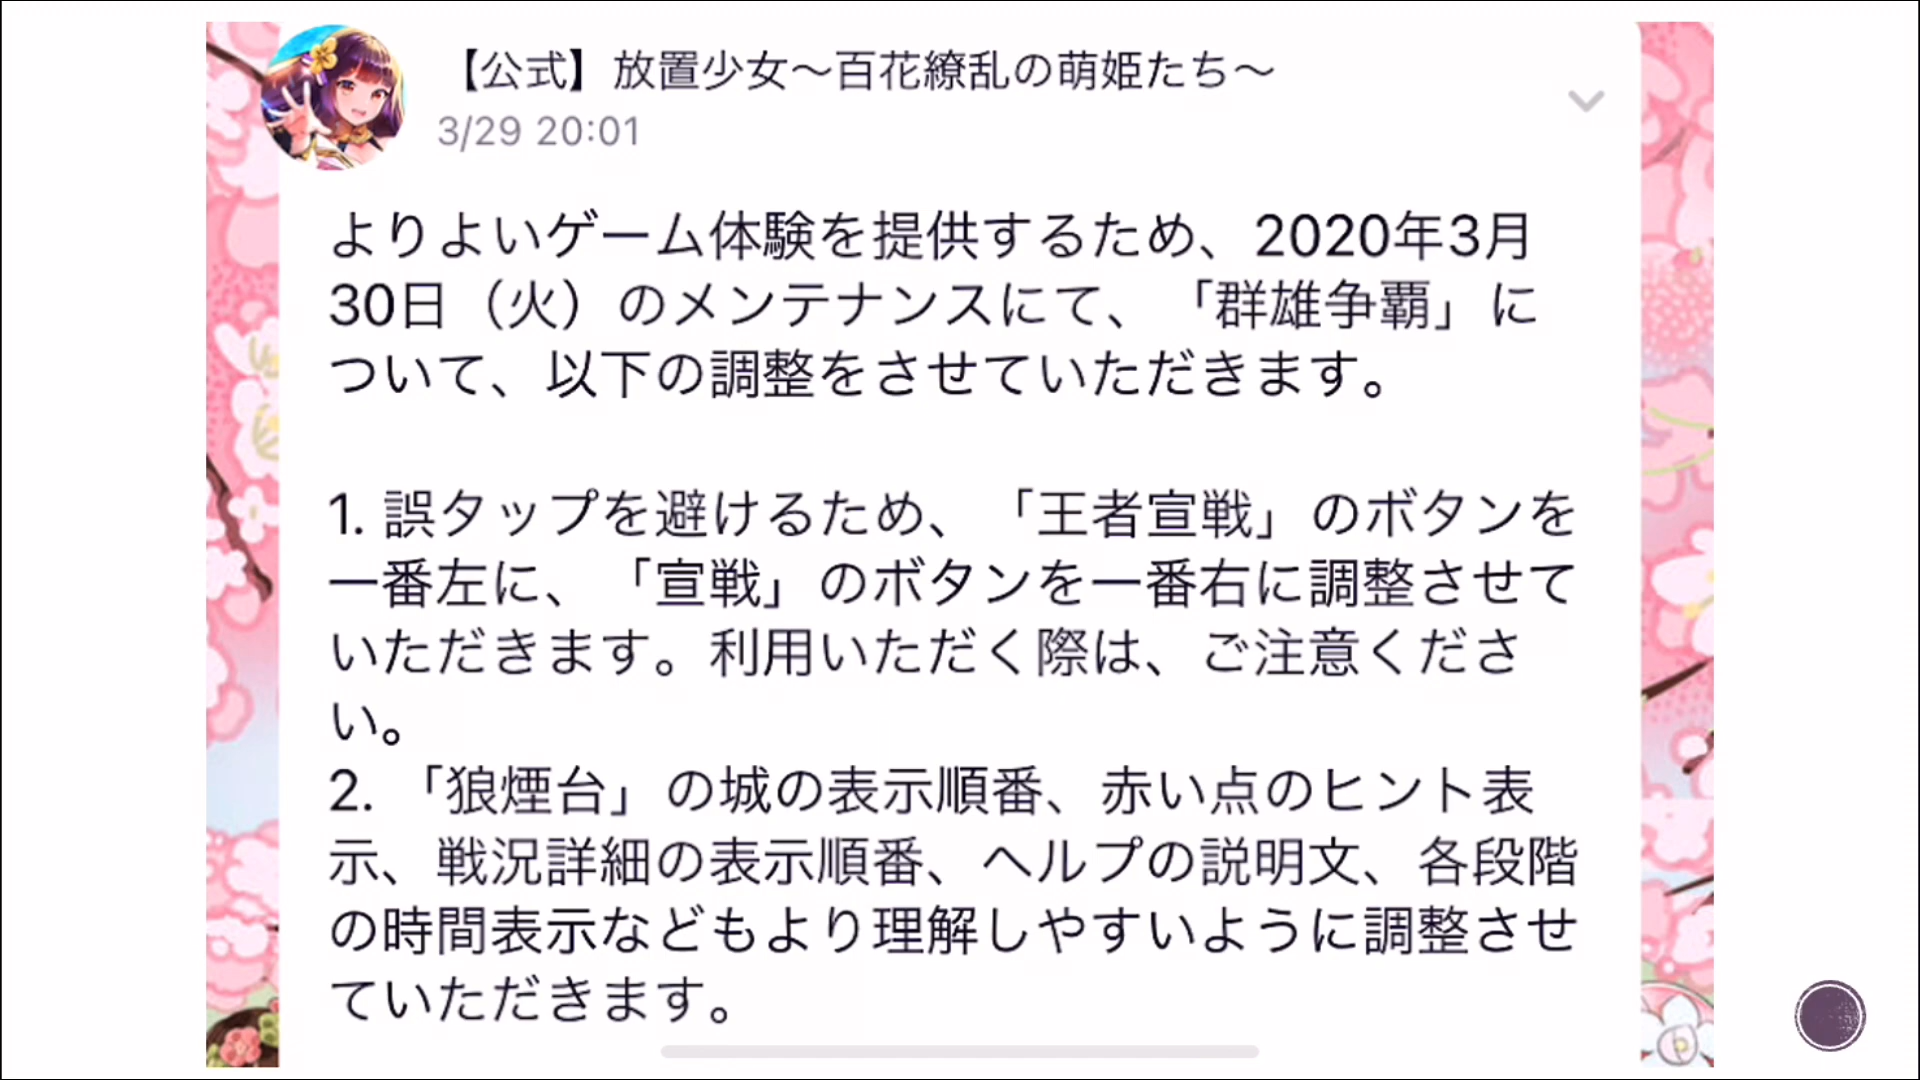 【公式】放置少女〜百花繚乱の萌姫たち〜
3/29 20:01
よりよいゲーム体験を提供するため、2020年3月
30日（火）のメンテナンスにて、「群雄争覇」に
ついて、以下の調整をさせていただきます。
1. 誤タップを避けるため、「王者宣戦」のボタンを
一番左に、「宣戦」のボタンを一番右に調整させて
いただきます。利用いただく際は、ご注意くださ
い。
2. 「狼煙台」の城の表示順番、赤い点のヒント表
示、戦況詳細の表示順番、ヘルプの説明文、各段階
の時間表示などもより理解しやすいように調整させ
ていただきます。